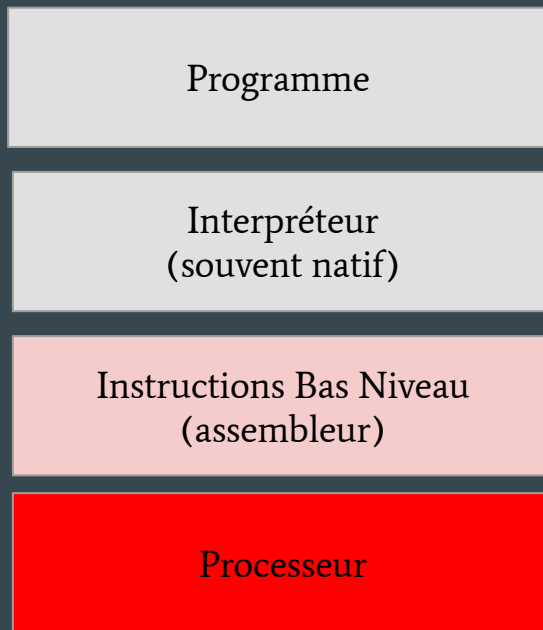 Programme
Interpréteur
(souvent natif)
Instructions Bas Niveau
(assembleur)
Processeur